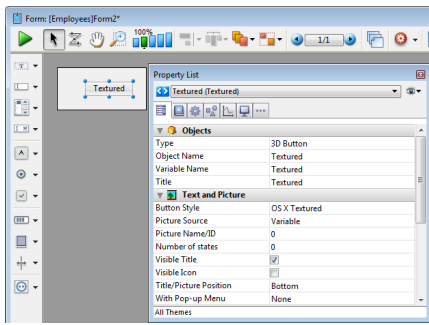 Form: [Employees]Form2*
100%
1/1
Textured
Property List
Textured (Textured)
Objects
Type 3D Button
Object Name Textured
Variable Name Textured
Title Textured
Text and Picture
Button Style OS X Textured
Picture Source Variable
Picture Name/ID 0
Number of states 0
Visible Title
Visible Icon
Title/Picture Position Bottom
With Pop-up Menu None
All Themes